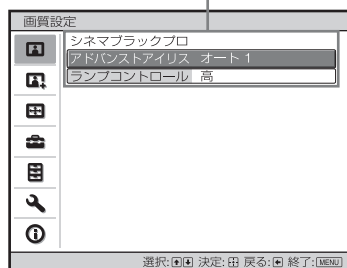 画質設定
シネマブラックプロ
アドバンストアイリス オート 1
ランプコントロール 高
選択:↑↓ 決定: 戻る:← 終了:MENU